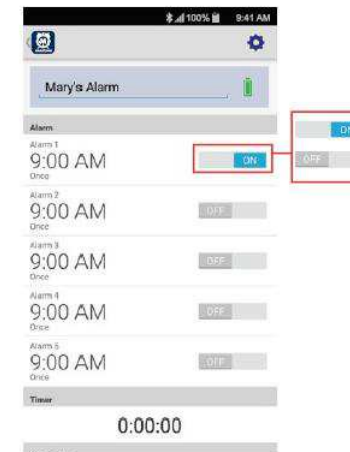 100% 9:41 AM
Mary's Alarm
Alarm
Alarm 1
9:00 AM
ON
Once
Alarm 2
9:00 AM
OFF
Once
Alarm 3
9:00 AM
OFF
Once
Alarm 4
9:00 AM
OFF
Once
Alarm 5
9:00 AM
OFF
Once
Timer
0:00:00
ON
OFF